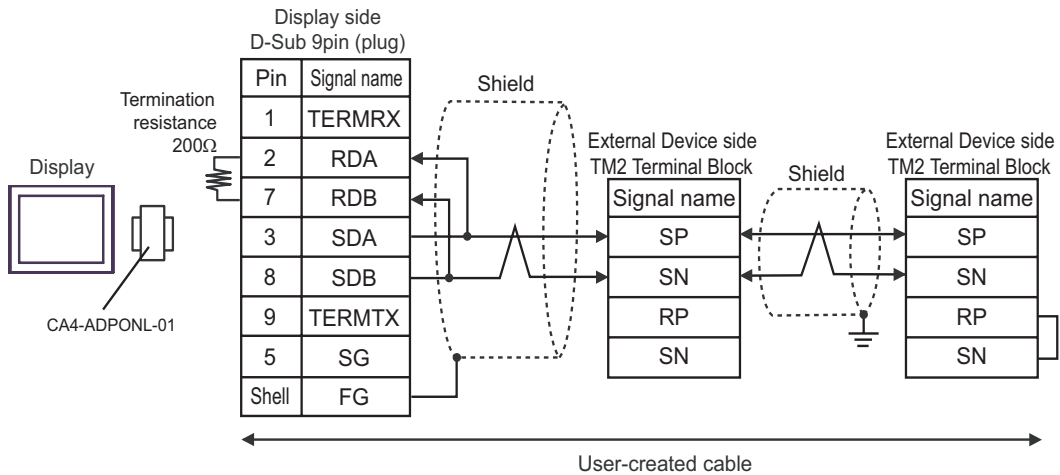 Display side
D-Sub 9pin (plug)
Pin Signal name
1 TERMRX
2 RDA
7 RDB
3 SDA
8 SDB
9 TERMTX
5 SG
Shell FG
Termination
resistance
200Ω
Display
CA4-ADPONL-01
Shield
External Device side
TM2 Terminal Block
Signal name
SP
SN
RP
SN
Shield
External Device side
TM2 Terminal Block
Signal name
SP
SN
RP
SN
User-created cable